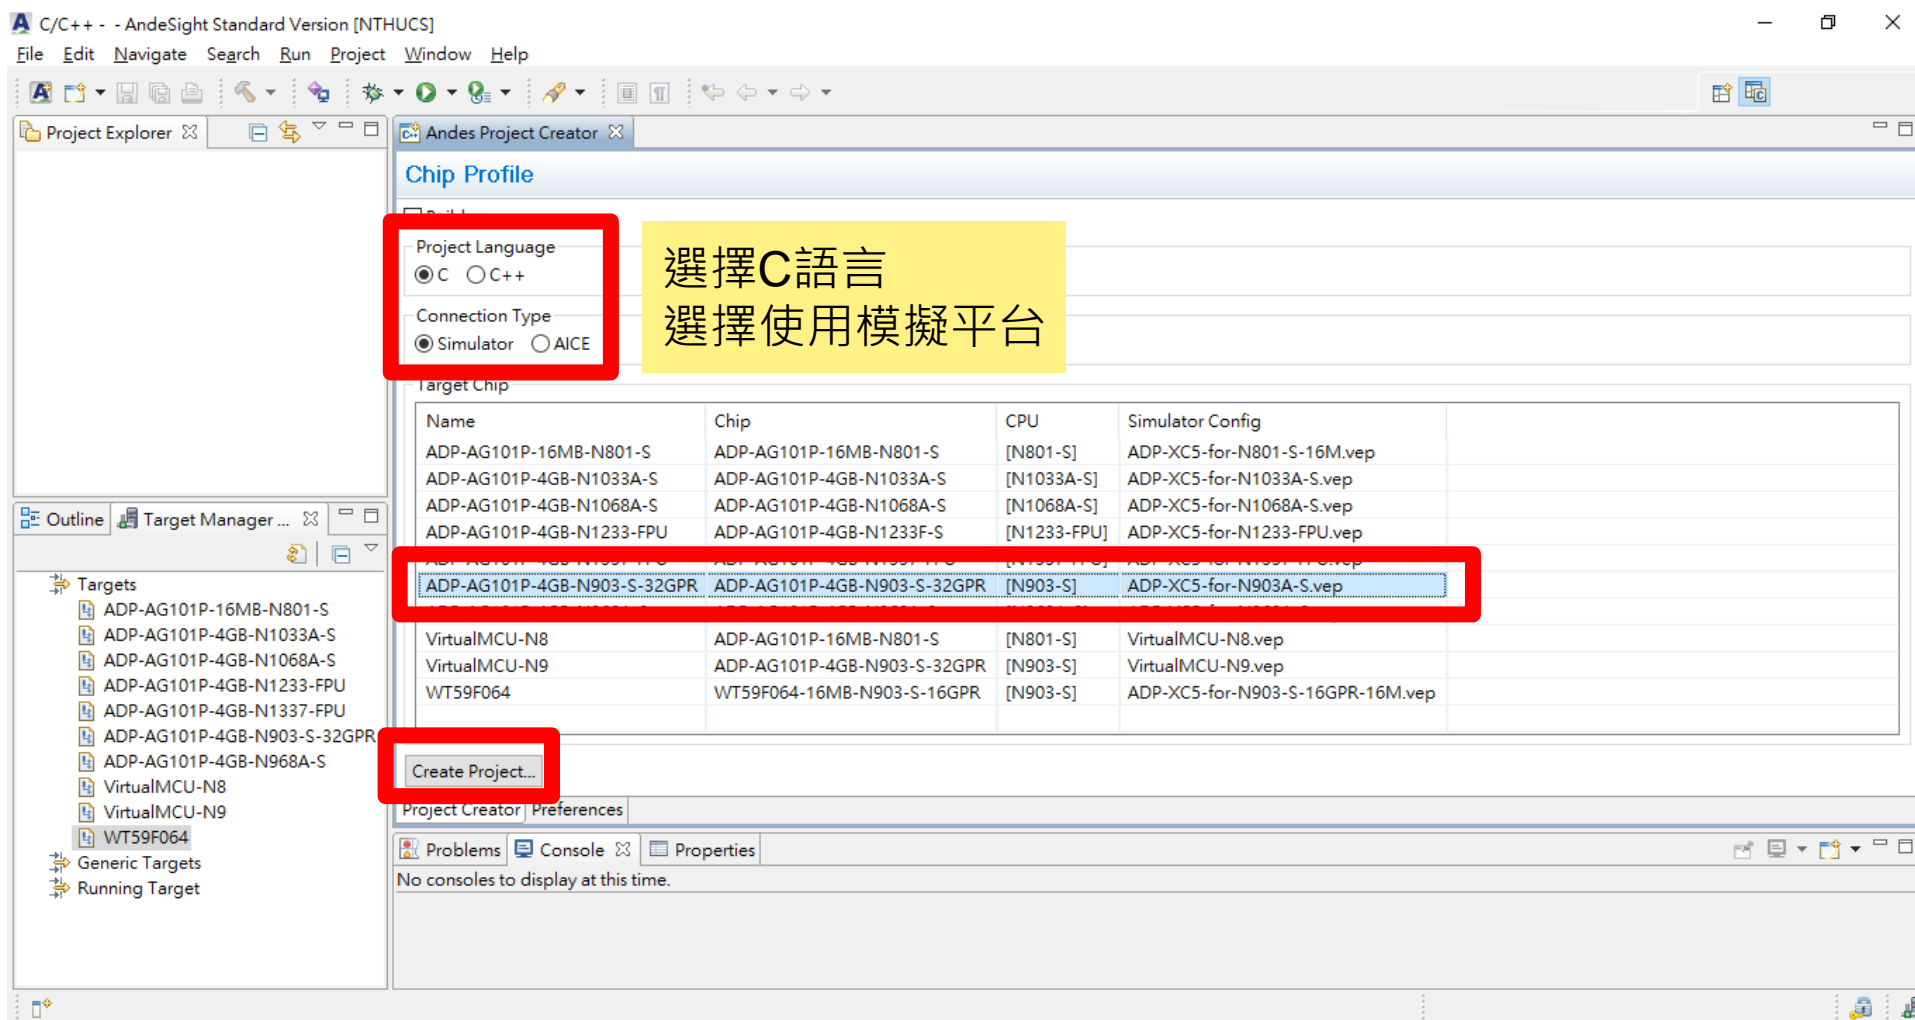 C/C++ - - AndeSight Standard Version [NTHUCS]
File Edit Navigate Search Run Project Window Help
Project Explorer
Andes Project Creator
Chip Profile
Project Language
C C++
選擇C語言
選擇使用模擬平台
Connection Type
Simulator AICE
Target Chip
Name Chip CPU Simulator Config
ADP-AG101P-16MB-N801-S ADP-AG101P-16MB-N801-S [N801-S] ADP-XC5-for-N801-S-16M.vep
ADP-AG101P-4GB-N1033A-S ADP-AG101P-4GB-N1033A-S [N1033A-S] ADP-XC5-for-N1033A-S.vep
ADP-AG101P-4GB-N1068A-S ADP-AG101P-4GB-N1068A-S [N1068A-S] ADP-XC5-for-N1068A-S.vep
ADP-AG101P-4GB-N1233-FPU ADP-AG101P-4GB-N1233F-S [N1233-FPU] ADP-XC5-for-N1233-FPU.vep
ADP-AG101P-4GB-N903-S-32GPR ADP-AG101P-4GB-N903-S-32GPR [N903-S] ADP-XC5-for-N903A-S.vep
VirtualMCU-N8 ADP-AG101P-16MB-N801-S [N801-S] VirtualMCU-N8.vep
VirtualMCU-N9 ADP-AG101P-4GB-N903-S-32GPR [N903-S] VirtualMCU-N9.vep
WT59F064 WT59F064-16MB-N903-S-16GPR [N903-S] ADP-XC5-for-N903-S-16GPR-16M.vep
Create Project...
Project Creator Preferences
Outline Target Manager ...
Targets
ADP-AG101P-16MB-N801-S
ADP-AG101P-4GB-N1033A-S
ADP-AG101P-4GB-N1068A-S
ADP-AG101P-4GB-N1233-FPU
ADP-AG101P-4GB-N1337-FPU
ADP-AG101P-4GB-N903-S-32GPR
ADP-AG101P-4GB-N968A-S
VirtualMCU-N8
VirtualMCU-N9
WT59F064
Generic Targets
Running Target
Problems Console Properties
No consoles to display at this time.